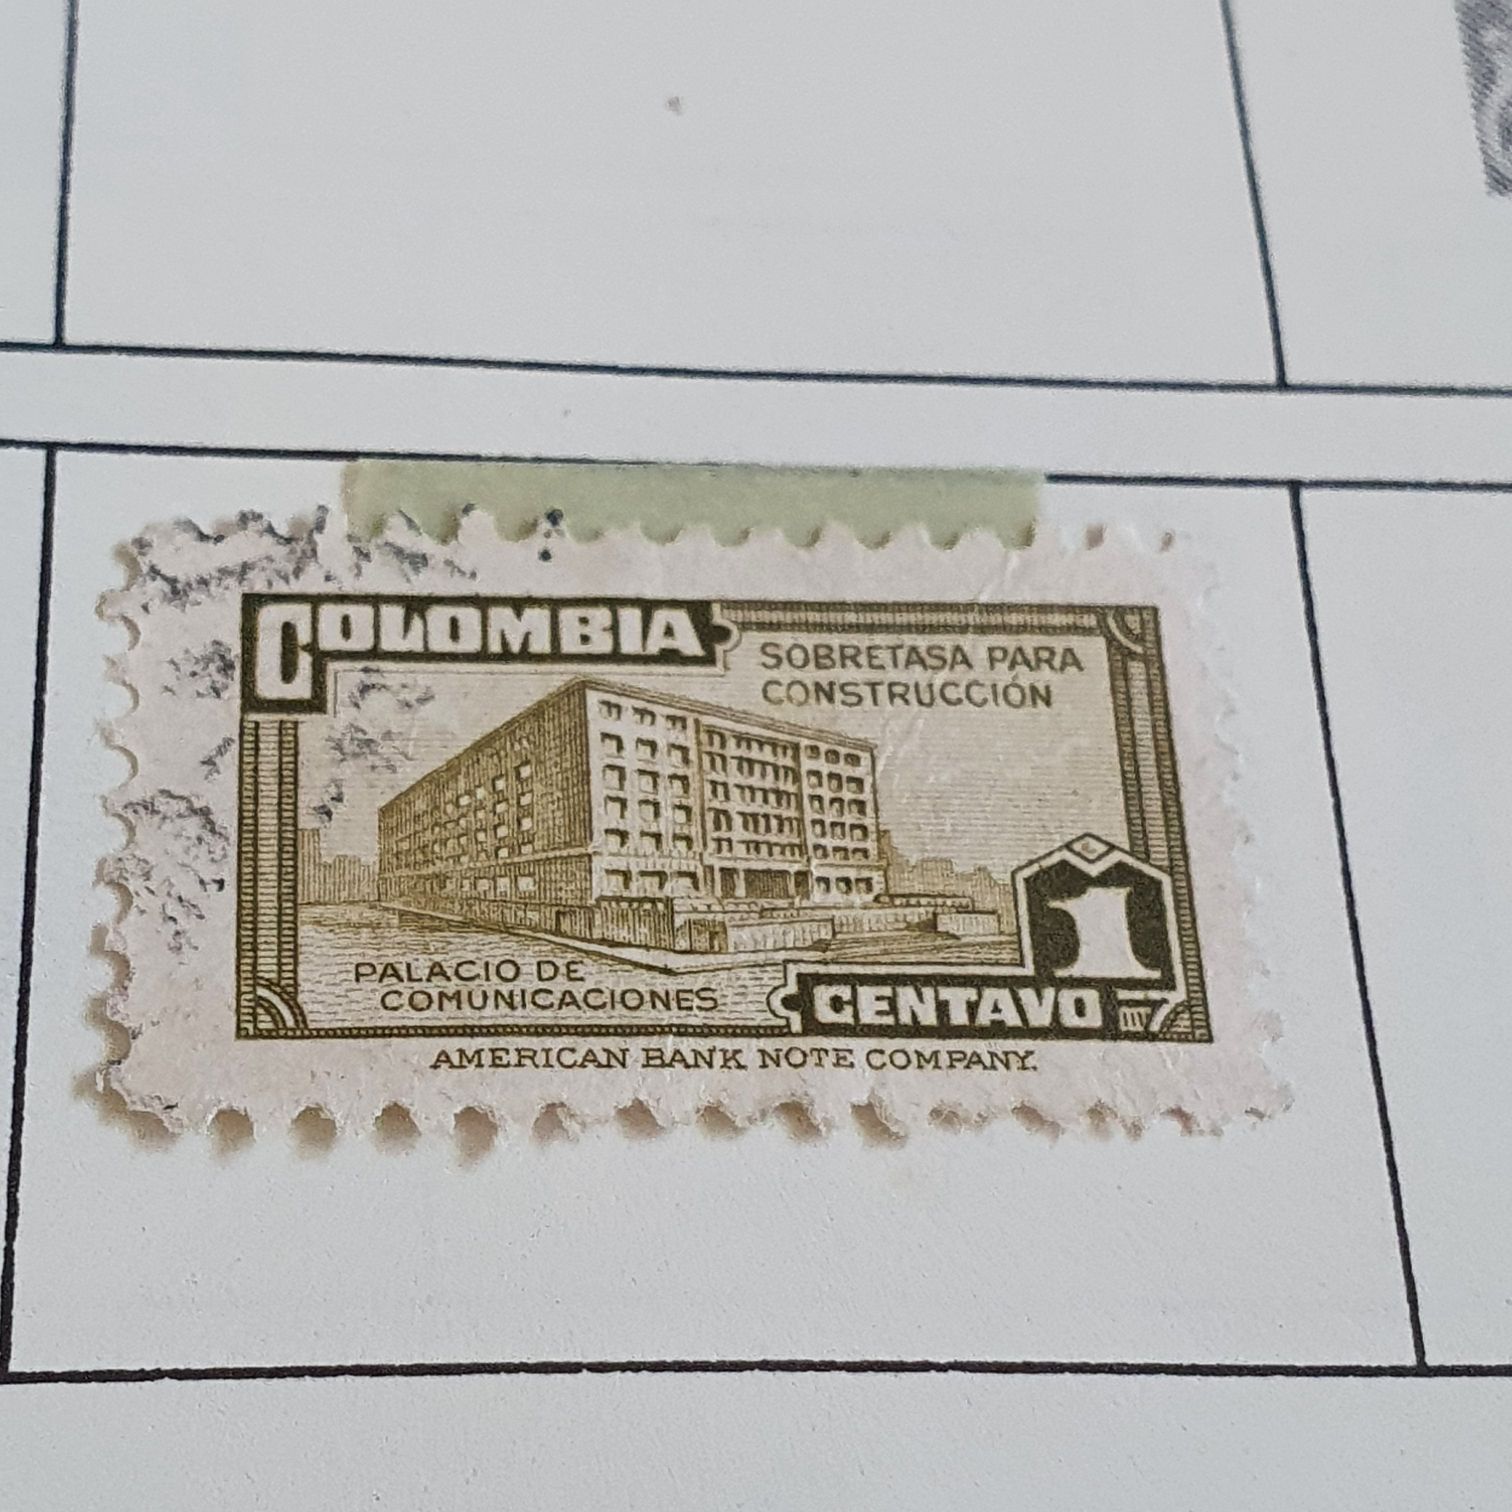 COLOMBIA
SOBRETASA PARA
CONSTRUCCIÓN
PALACIO DE
COMUNICACIONES
1
CENTAVO
AMERICAN BANK NOTE COMPANY.